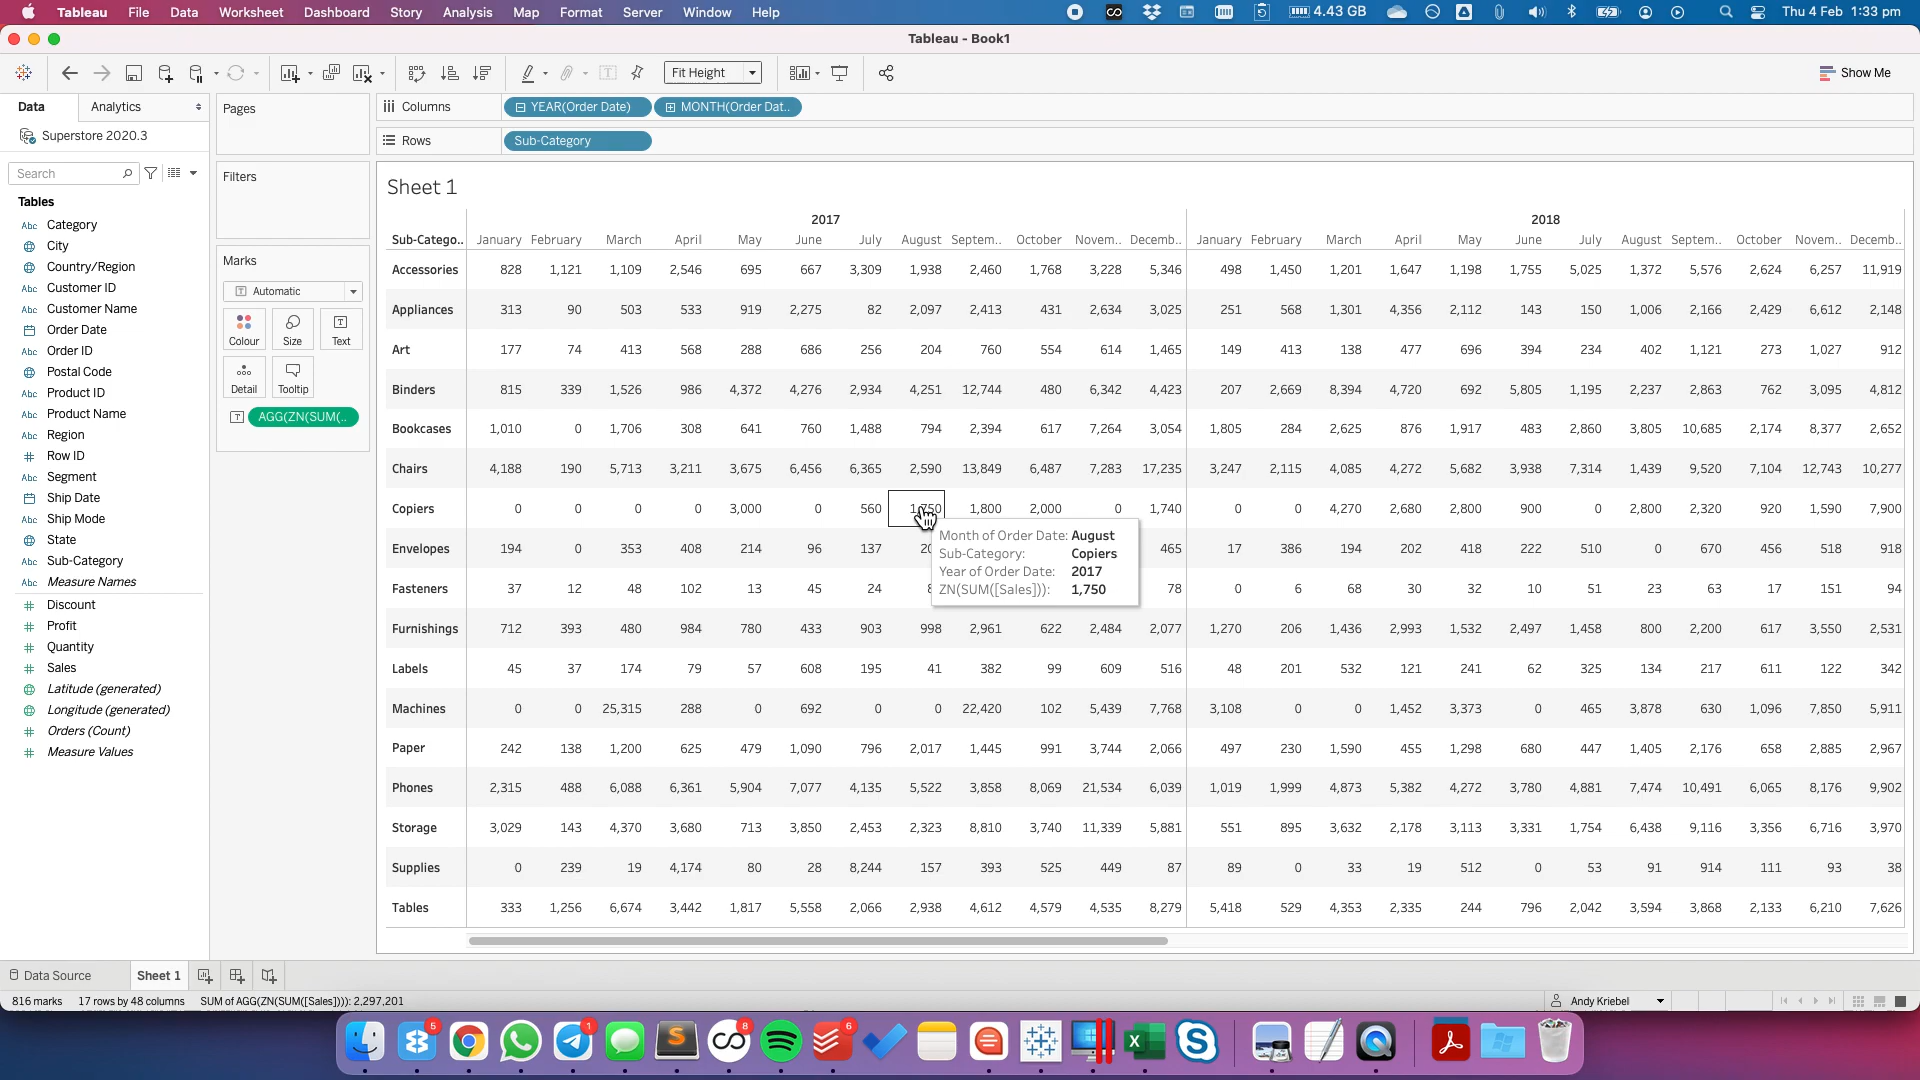 Tableau File Data Worksheet Dashboard Story Analysis Map Format Server Window Help 4.43 GB Thu 4 Feb 1:33 pm
Tableau - Book1
Fit Height Show Me
Data Analytics Pages iii Columns YEAR(Order Date) MONTH(Order Dat..
Superstore 2020.3 Rows Sub-Category
Search Filters
Sheet 1
Tables
Category
City
Country/Region
Customer ID
Customer Name
Order Date
Order ID
Postal Code
Product ID
Product Name
Region
Row ID
Segment
Ship Date
Ship Mode
State
Sub-Category
Measure Names
Discount
Profit
Quantity
Sales
Latitude (generated)
Longitude (generated)
Orders (Count)
Measure Values
Marks
Automatic
Colour Size Text
Detail Tooltip
AGG(ZN(SUM(..
2017 2018
Sub-Catego.. January February March April May June July August Septem.. October Novem.. Decemb.. January February March April May June July August Septem.. October Novem.. Decemb..
Accessories 828 1,121 1,109 2,546 695 667 3,309 1,938 2,460 1,768 3,228 5,346 498 1,450 1,201 1,647 1,198 1,755 5,025 1,372 5,576 2,624 6,257 11,919
Appliances 313 90 503 533 919 2,275 82 2,097 2,413 431 2,634 3,025 251 568 1,301 4,356 2,112 143 150 1,006 2,166 2,429 6,612 2,148
Art 177 74 413 568 288 686 256 204 760 554 614 1,465 149 413 138 477 696 394 234 402 1,121 273 1,027 912
Binders 815 339 1,526 986 4,372 4,276 2,934 4,251 12,744 480 6,342 4,423 207 2,669 8,394 4,720 692 5,805 1,195 2,237 2,863 762 3,095 4,812
Bookcases 1,010 0 1,706 308 641 760 1,488 794 2,394 617 7,264 3,054 1,805 284 2,625 876 1,917 483 2,860 3,805 10,685 2,174 8,377 2,652
Chairs 4,188 190 5,713 3,211 3,675 6,456 6,365 2,590 13,849 6,487 7,283 17,235 3,247 2,115 4,085 4,272 5,682 3,938 7,314 1,439 9,520 7,104 12,743 10,277
Copiers 0 0 0 0 3,000 0 560 1,750 1,800 2,000 0 1,740 0 0 4,270 2,680 2,800 900 0 2,800 2,320 920 1,590 7,900
Envelopes 194 0 353 408 214 96 137 465 17 386 194 202 418 222 510 0 670 456 518 918
Fasteners 37 12 48 102 13 45 24 78 0 6 68 30 32 10 51 23 63 17 151 94
Month of Order Date: August
Sub-Category: Copiers
Year of Order Date: 2017
ZN(SUM([Sales])): 1,750
Furnishings 712 393 480 984 780 433 903 998 2,961 622 2,484 2,077 1,270 206 1,436 2,993 1,532 2,497 1,458 800 2,200 617 3,550 2,531
Labels 45 37 174 79 57 608 195 41 382 99 609 516 48 201 532 121 241 62 325 134 217 611 122 342
Machines 0 0 25,315 288 0 692 0 0 22,420 102 5,439 7,768 3,108 0 0 1,452 3,373 0 465 3,878 630 1,096 7,850 5,911
Paper 242 138 1,200 625 479 1,090 796 2,017 1,445 991 3,744 2,066 497 230 1,590 455 1,298 680 447 1,405 2,176 658 2,885 2,967
Phones 2,315 488 6,088 6,361 5,904 7,077 4,135 5,522 3,858 8,069 21,534 6,039 1,019 1,999 4,873 5,382 4,272 3,780 4,881 7,474 10,491 6,065 8,176 9,902
Storage 3,029 143 4,370 3,680 713 3,850 2,453 2,323 8,810 3,740 11,339 5,881 551 895 3,632 2,178 3,113 3,331 1,754 6,438 9,116 3,356 6,716 3,970
Supplies 0 239 19 4,174 80 28 8,244 157 393 525 449 87 89 0 33 19 512 0 53 91 914 111 93 38
Tables 333 1,256 6,674 3,442 1,817 5,558 2,066 2,938 4,612 4,579 4,535 8,279 5,418 529 4,353 2,335 244 796 2,042 3,594 3,868 2,133 6,210 7,626
Data Source Sheet 1
816 marks 17 rows by 48 columns SUM of AGG(ZN(SUM([Sales]))): 2,297,201 Andy Kriebel
5 1 8 6